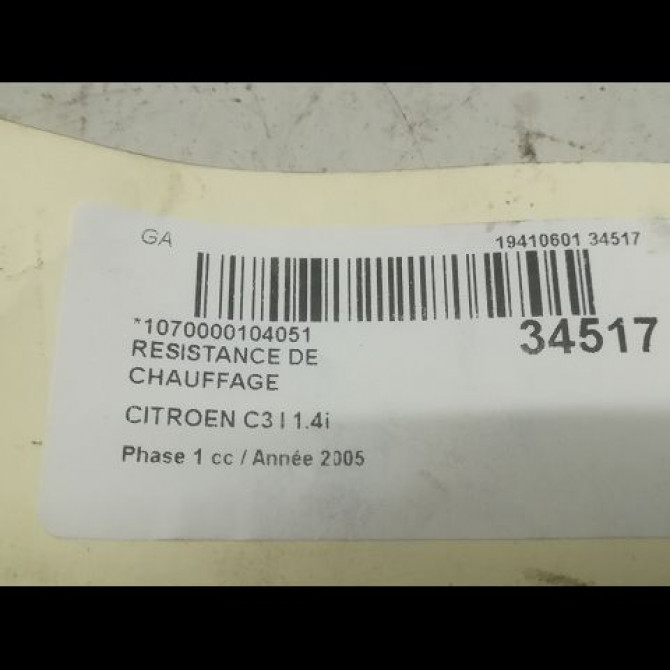 GA
19410601 34517
*1070000104051
34517
RESISTANCE DE
CHAUFFAGE
CITROEN C3 I 1.4i
Phase 1 cc / Année 2005